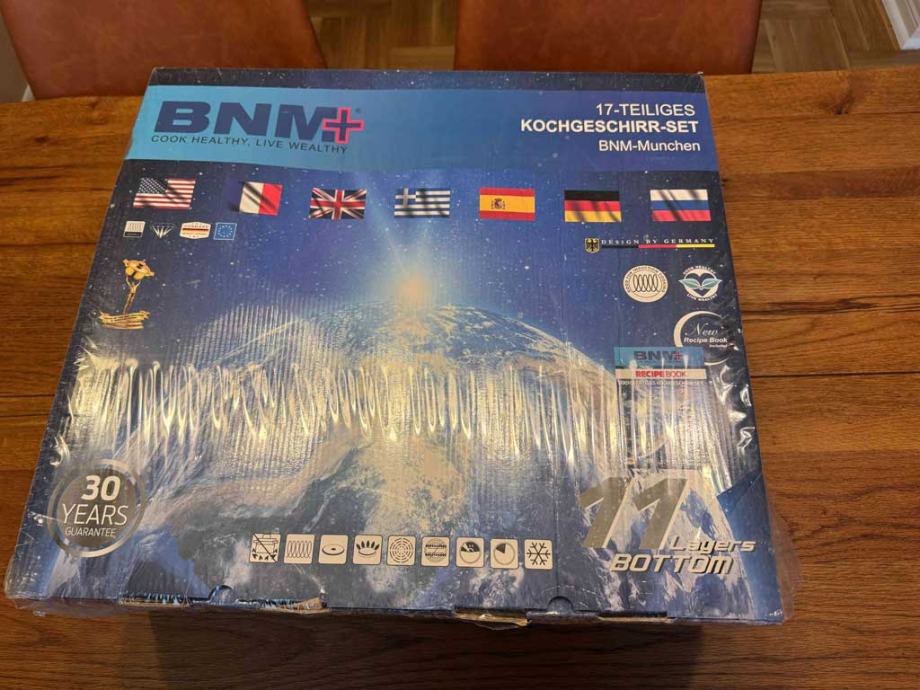 BNM+
COOK HEALTHY, LIVE WEALTHY
17-TEILIGES
KOCHGESCHIRR-SET
BNM-Munchen
DESIGN BY GERMANY
New
Recipe Book
BNM+
RECIPE BOOK
30
YEARS
GUARANTEE
11
Layers
BOTTOM